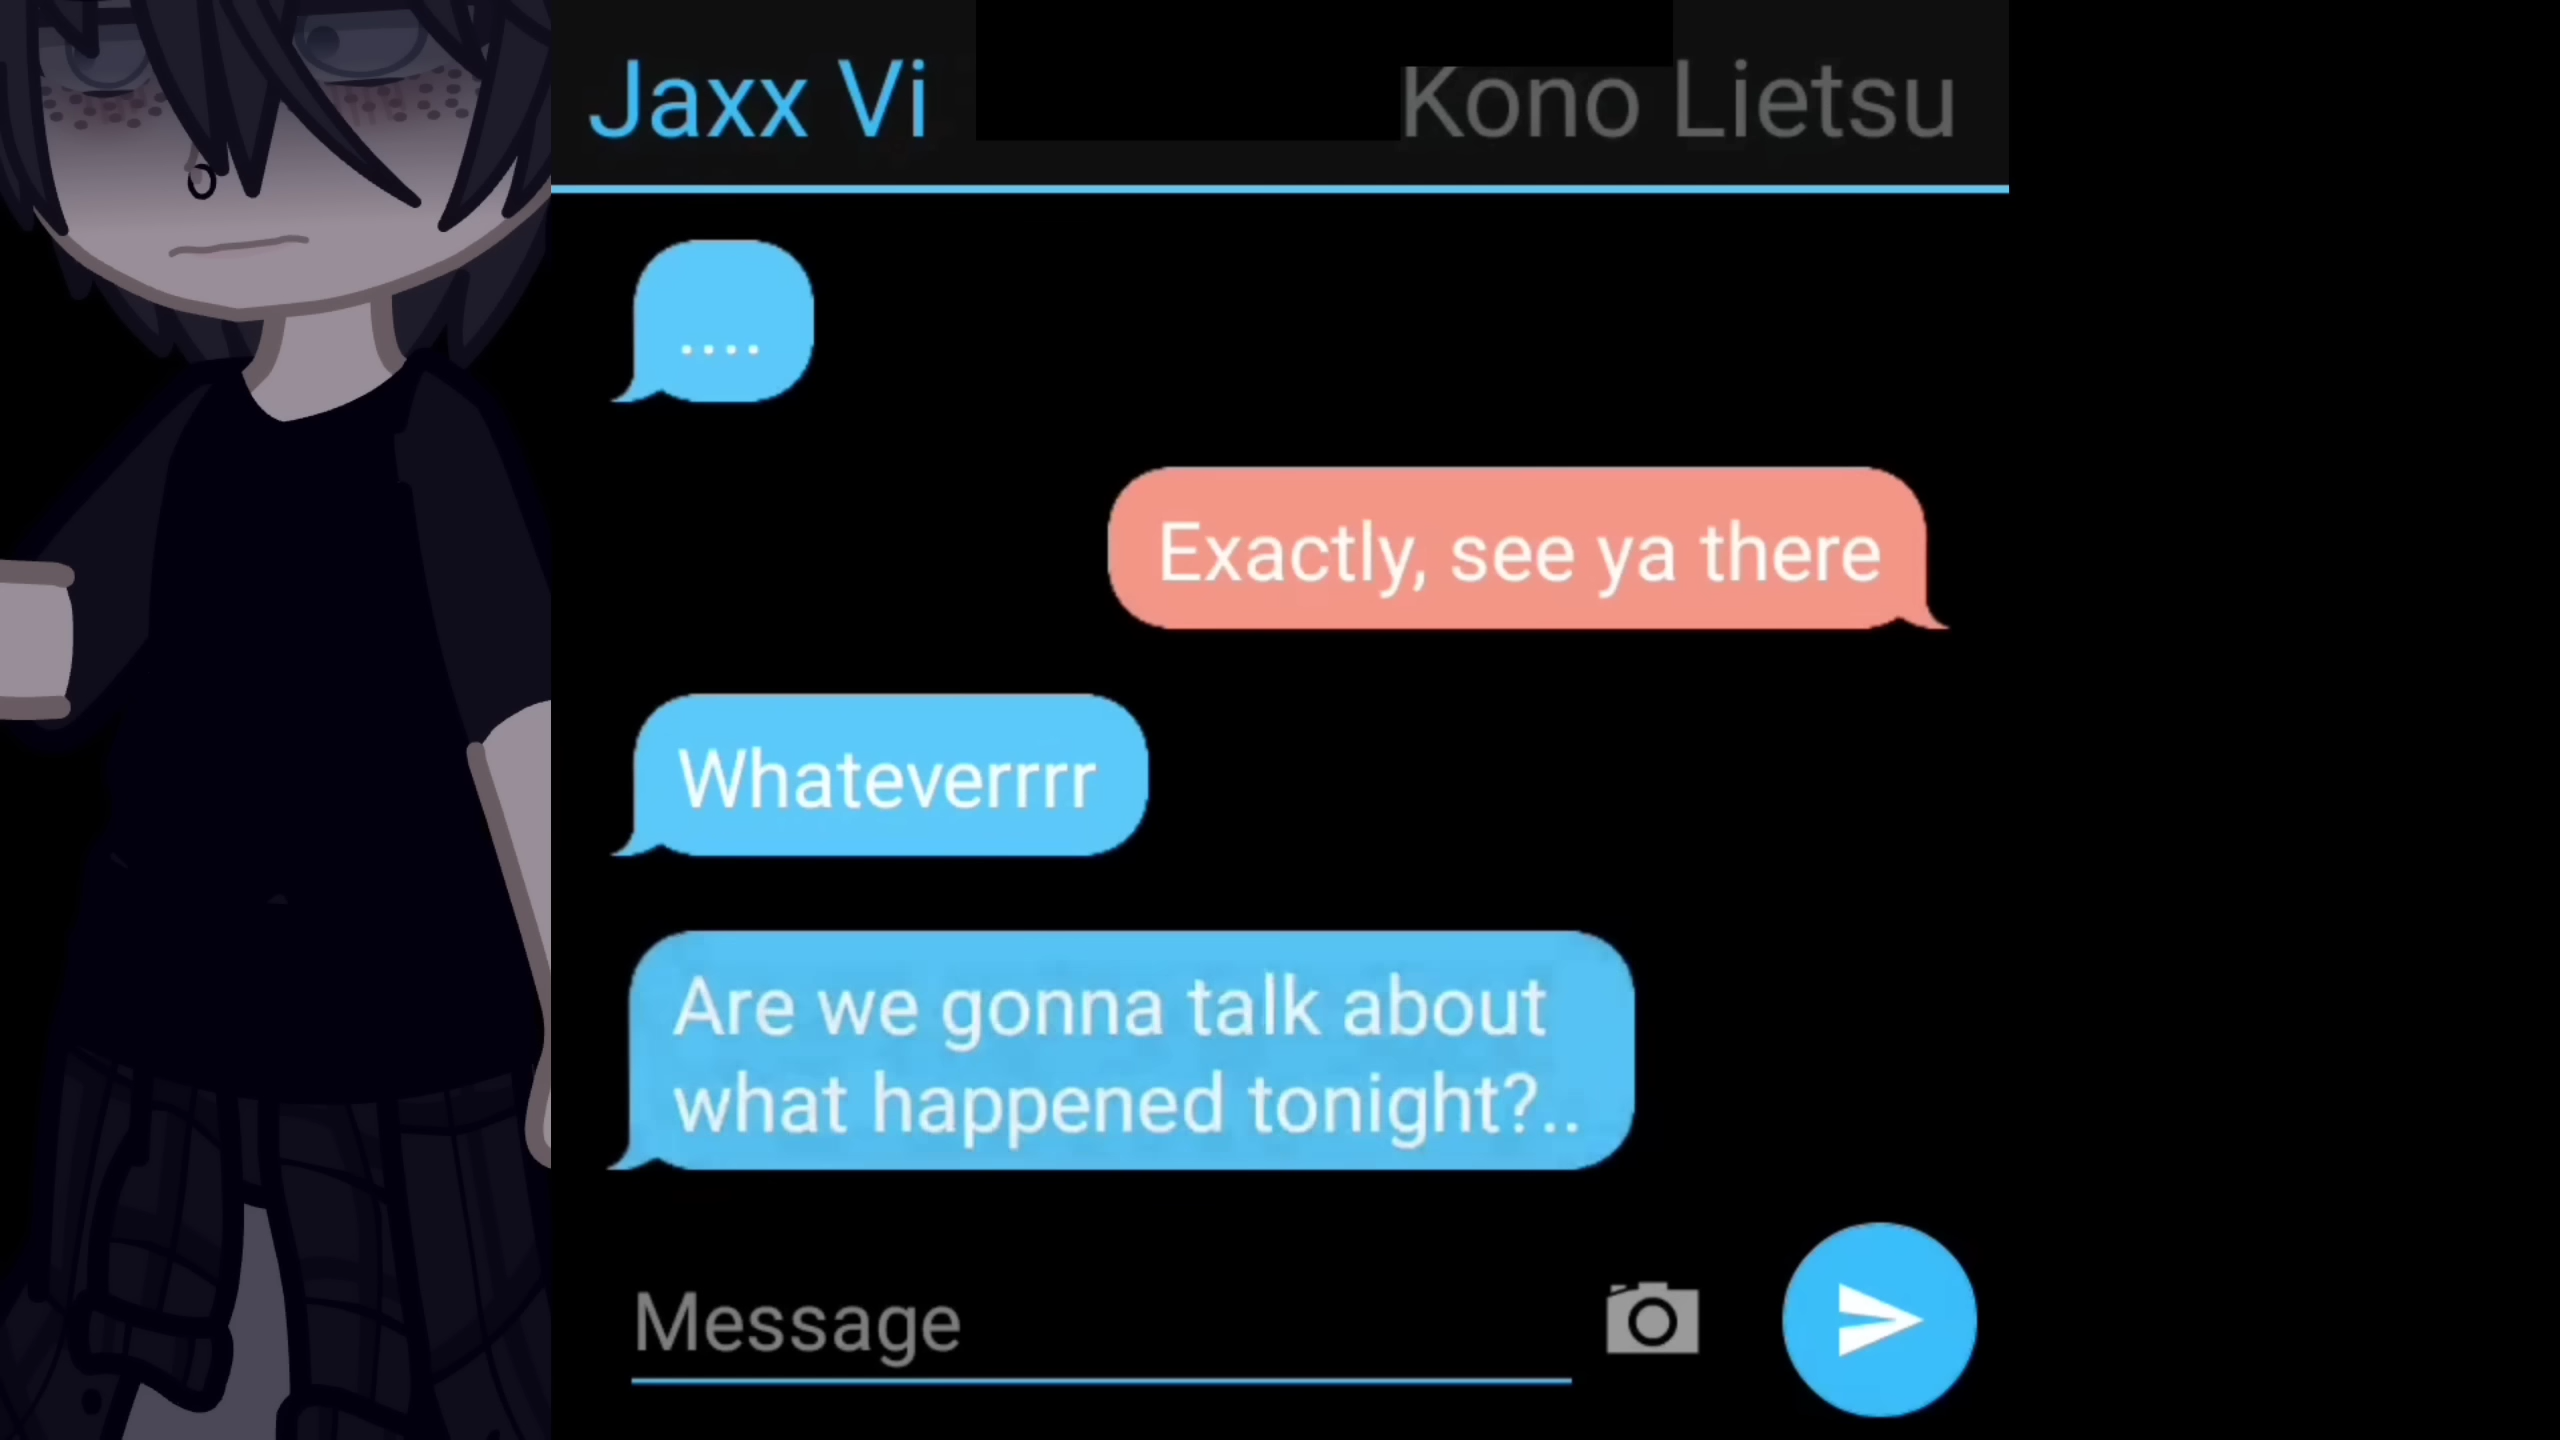 Jaxx Vi Kono Lietsu
....
Exactly, see ya there
Whateverrrr
Are we gonna talk about
what happened tonight?..
Message